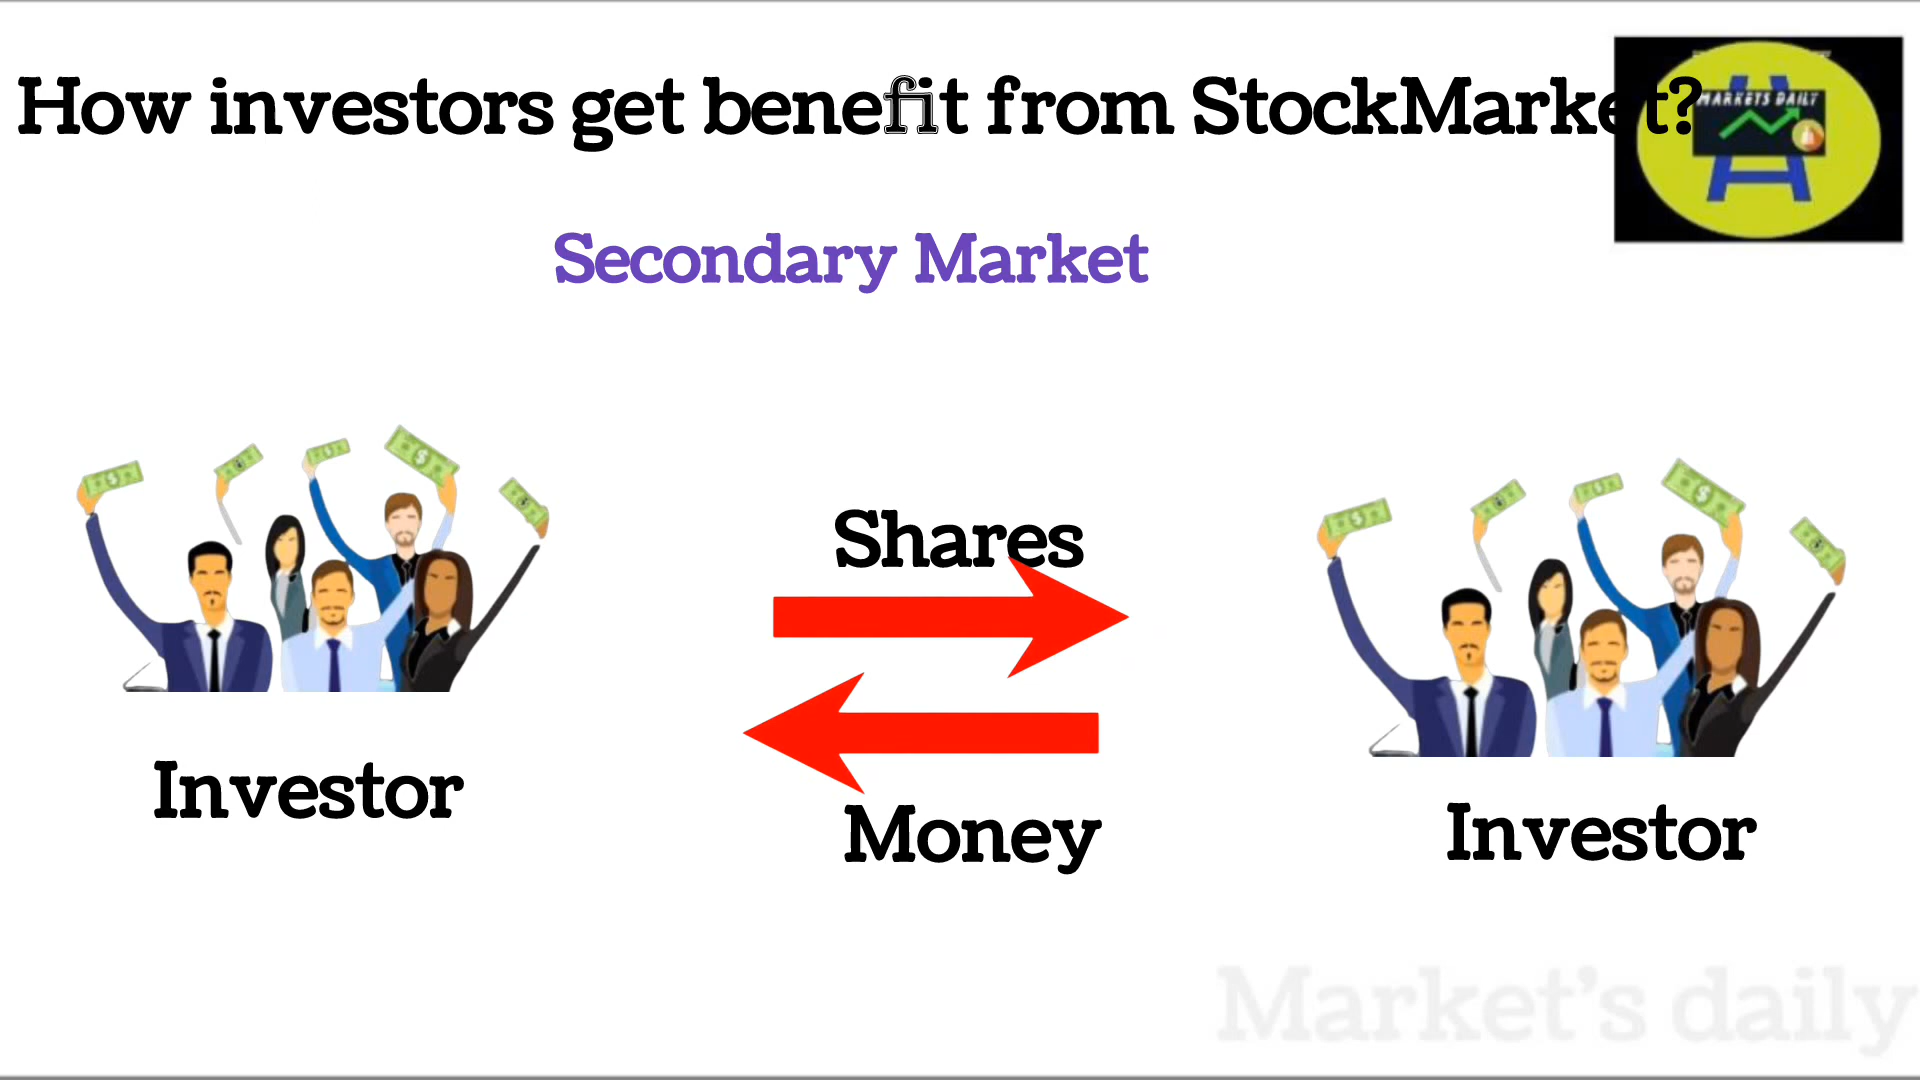 How investors get benefit from StockMarket?
MARKETS DAILY
Secondary Market
Shares
Money
Investor
Investor
Market's daily